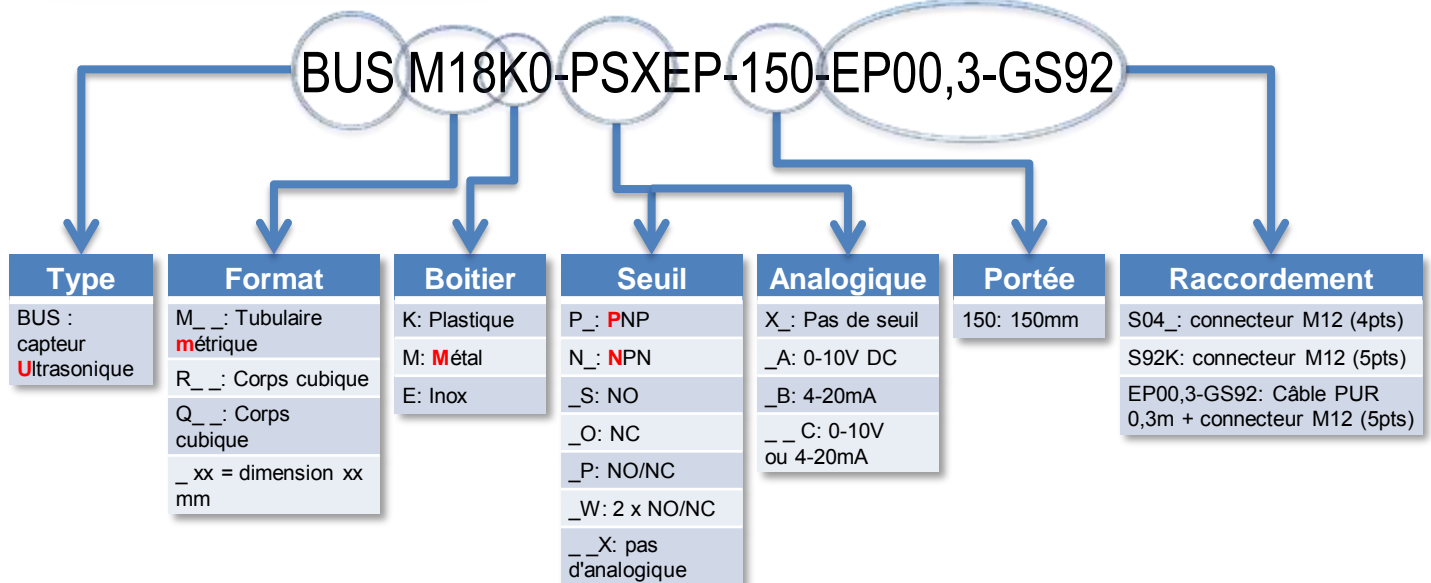 BUS M18K0-PSXEP-150-EP00,3-GS92
Type
BUS :
capteur
Ultrasonique
Format
M_ _: Tubulaire
métrique
R_ _: Corps cubique
Q_ _: Corps
cubique
_ xx = dimension xx
mm
Boitier
K: Plastique
M: Métal
E: Inox
Seuil
P_: PNP
N_: NPN
_S: NO
_O: NC
_P: NO/NC
_W: 2 x NO/NC
_ _X: pas
d'analogique
Analogique
X_: Pas de seuil
_A: 0-10V DC
_B: 4-20mA
_ _ C: 0-10V
ou 4-20mA
Portée
150: 150mm
Raccordement
S04_: connecteur M12 (4pts)
S92K: connecteur M12 (5pts)
EP00,3-GS92: Câble PUR
0,3m + connecteur M12 (5pts)